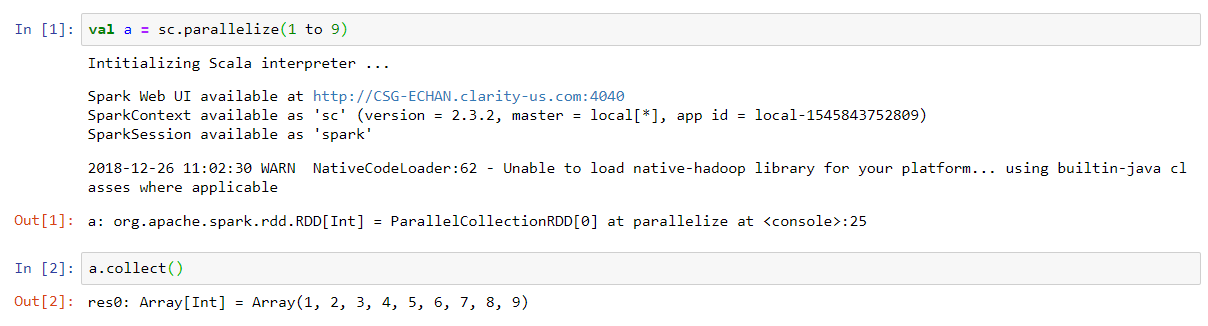 In [1]: val a = sc.parallelize(1 to 9)
Intitializing Scala interpreter ...
Spark Web UI available at http://CSG-ECHAN.clarity-us.com:4040
SparkContext available as 'sc' (version = 2.3.2, master = local[*], app id = local-1545843752809)
SparkSession available as 'spark'
2018-12-26 11:02:30 WARN  NativeCodeLoader:62 - Unable to load native-hadoop library for your platform... using builtin-java cl
asses where applicable
Out[1]: a: org.apache.spark.rdd.RDD[Int] = ParallelCollectionRDD[0] at parallelize at <console>:25
In [2]: a.collect()
Out[2]: res0: Array[Int] = Array(1, 2, 3, 4, 5, 6, 7, 8, 9)